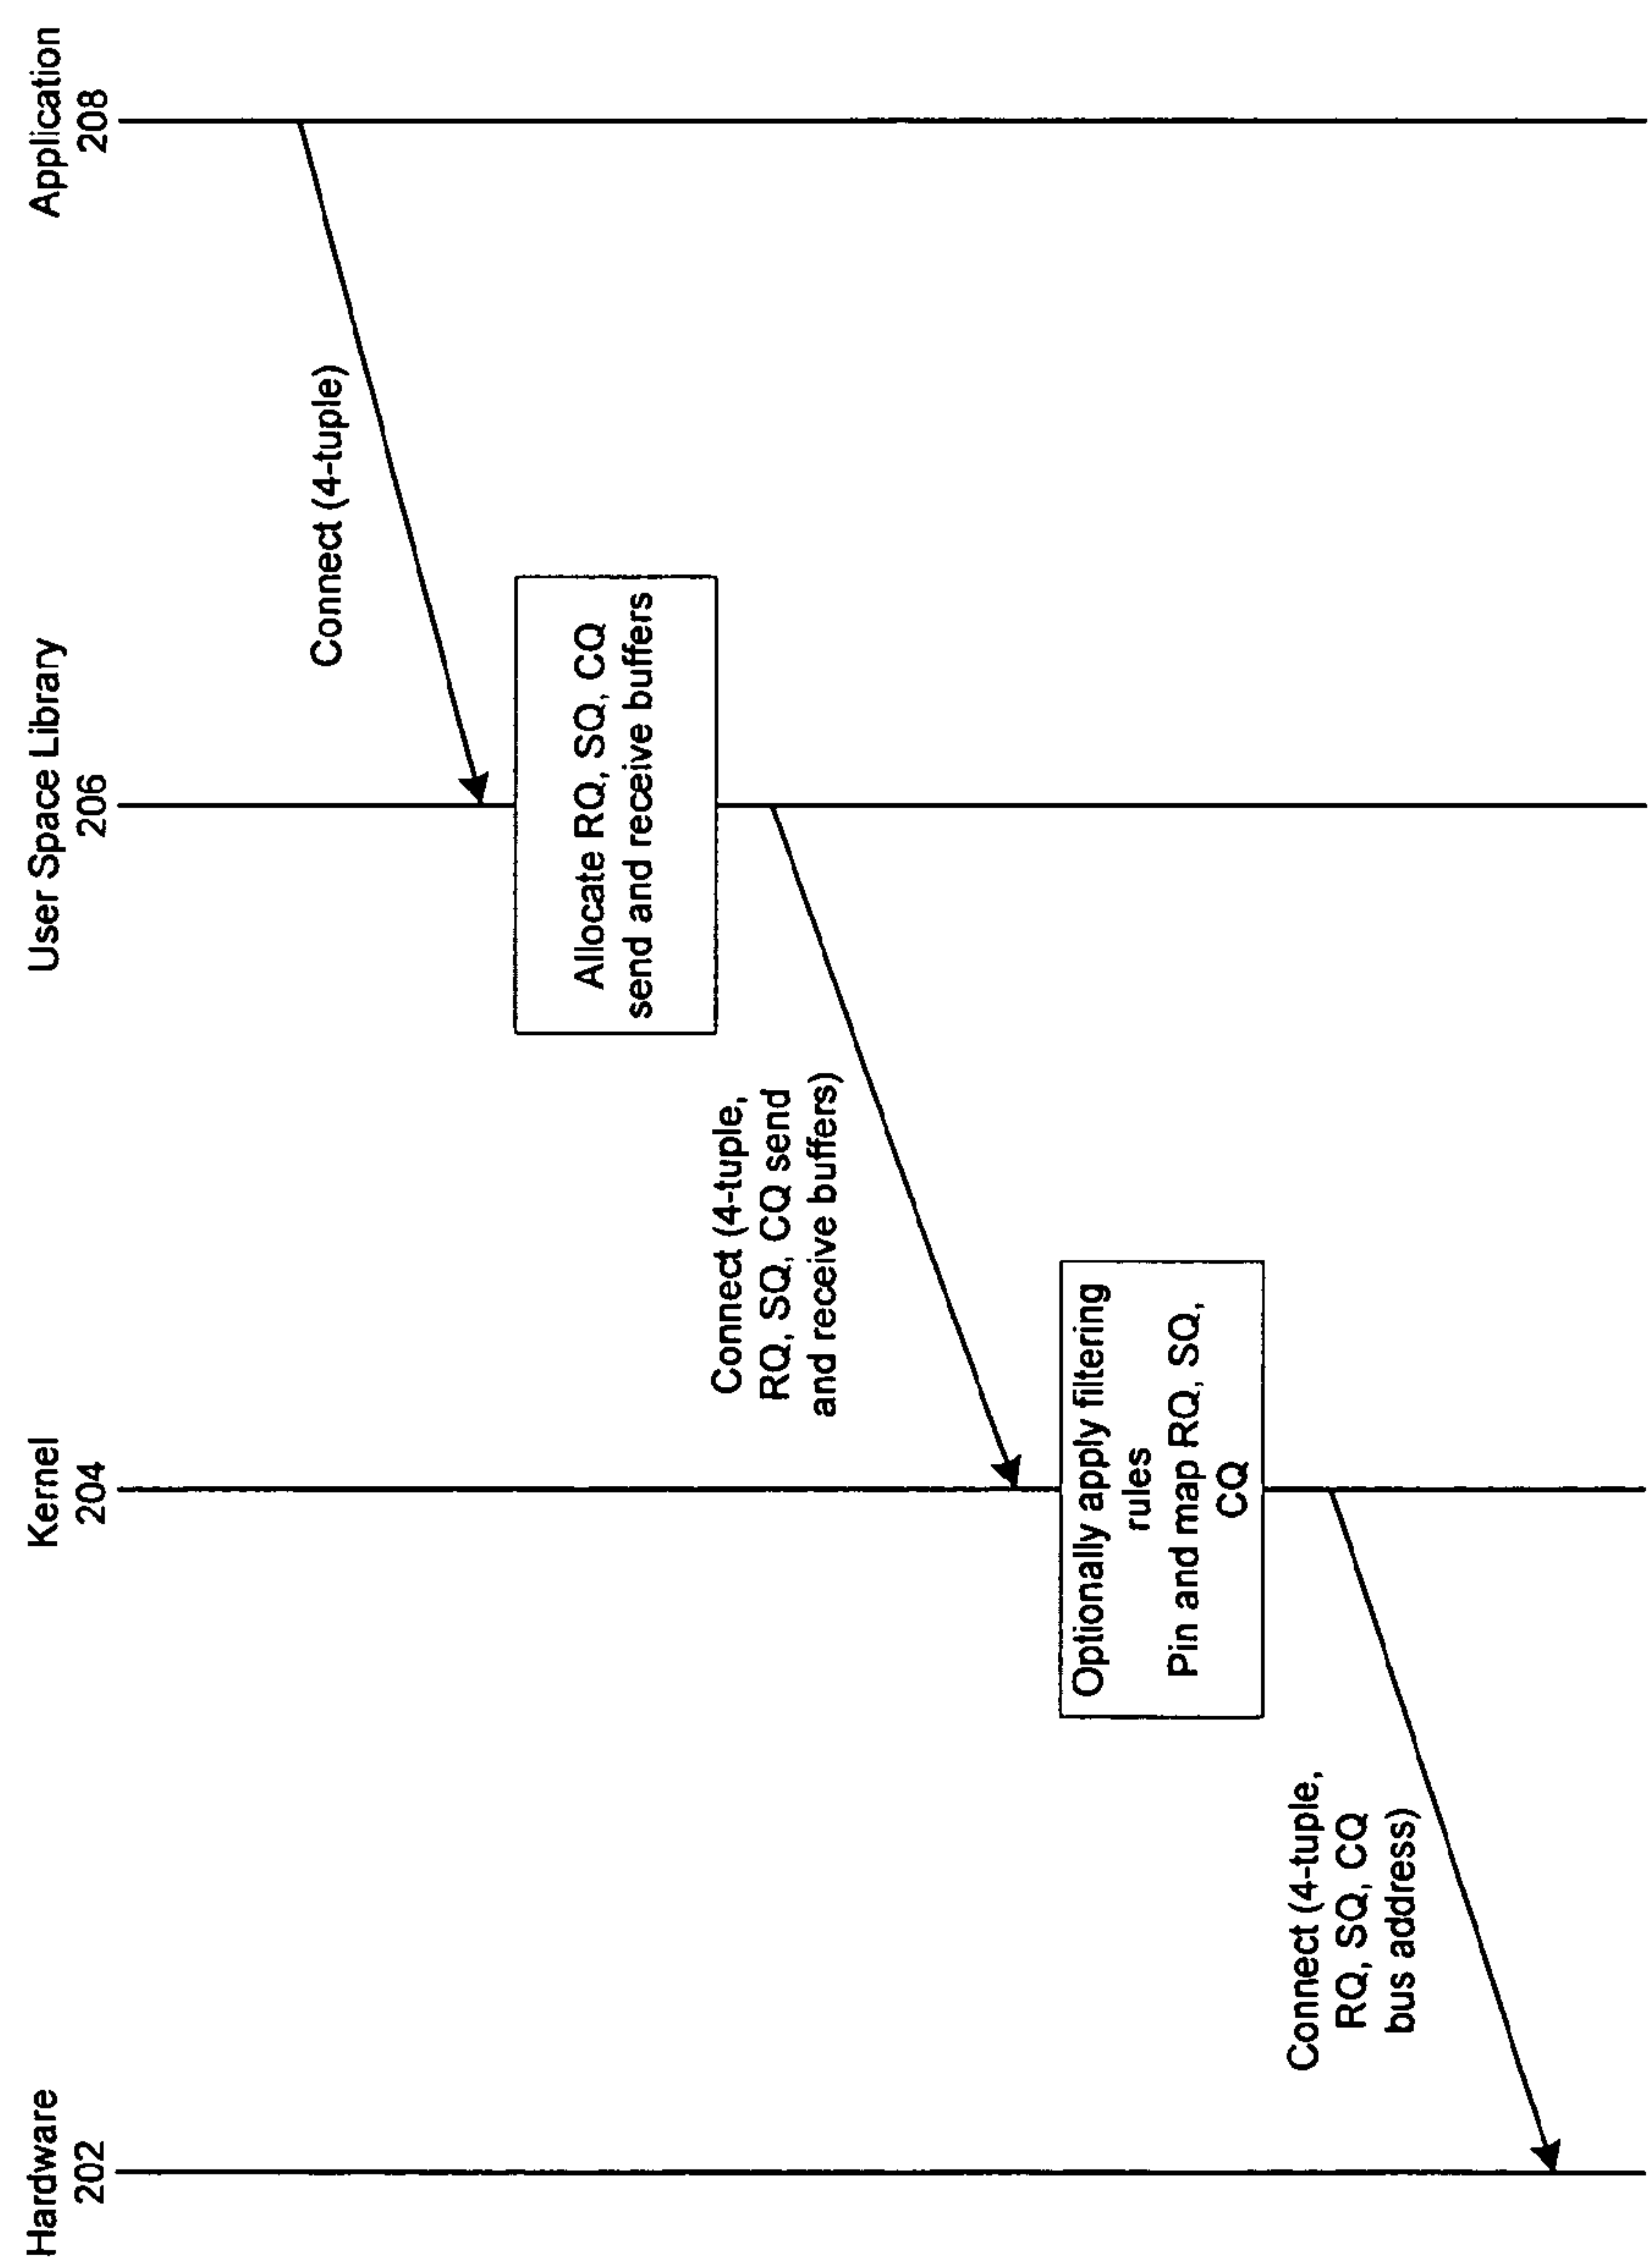 Hardware
202
Kernel
204
User Space Library
206
Application
208
Connect (4-tuple)
Allocate RQ, SQ, CQ
send and receive buffers
Connect (4-tuple,
RQ, SQ, CQ send
and receive buffers)
Optionally apply filtering
rules
Pin and map RQ, SQ,
CQ
Connect (4-tuple,
RQ, SQ, CQ
bus address)